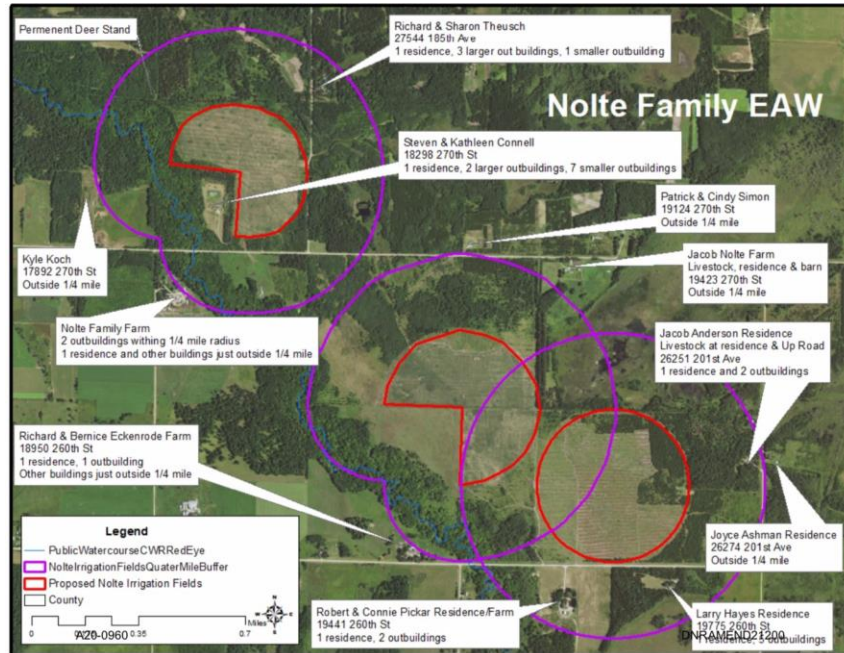 Permenent Deer Stand
Richard & Sharon Theusch
27544 185th Ave
1 residence, 3 larger out buildings, 1 smaller outbuilding
Nolte Family EAW
Steven & Kathleen Connell
18298 270th St
1 residence, 2 larger outbuildings, 7 smaller outbuildings
Patrick & Cindy Simon
19124 270th St
Outside 1/4 mile
Kyle Koch
17892 270th St
Outside 1/4 mile
Jacob Nolte Farm
Livestock, residence & barn
19423 270th St
Outside 1/4 mile
Nolte Family Farm
2 outbuildings withing 1/4 mile radius
1 residence and other buildings just outside 1/4 mile
Jacob Anderson Residence
Livestock at residence & Up Road
26251 201st Ave
1 residence and 2 outbuildings
Richard & Bernice Eckenrode Farm
18950 260th St
1 residence, 1 outbuilding
Other buildings just outside 1/4 mile
Joyce Ashman Residence
26274 201st Ave
Outside 1/4 mile
Legend
PublicWatercourseCWRRedEye
NolteIrrigationFieldsQuaterMileBuffer
Proposed Nolte Irrigation Fields
County
N
W E
S
Miles
0 0.35 0.7
A20-0960
Robert & Connie Pickar Residence/Farm
19441 260th St
1 residence, 2 outbuildings
Larry Hayes Residence
19775 260th St
1 residence, outbuildings
DNRAMEND21200